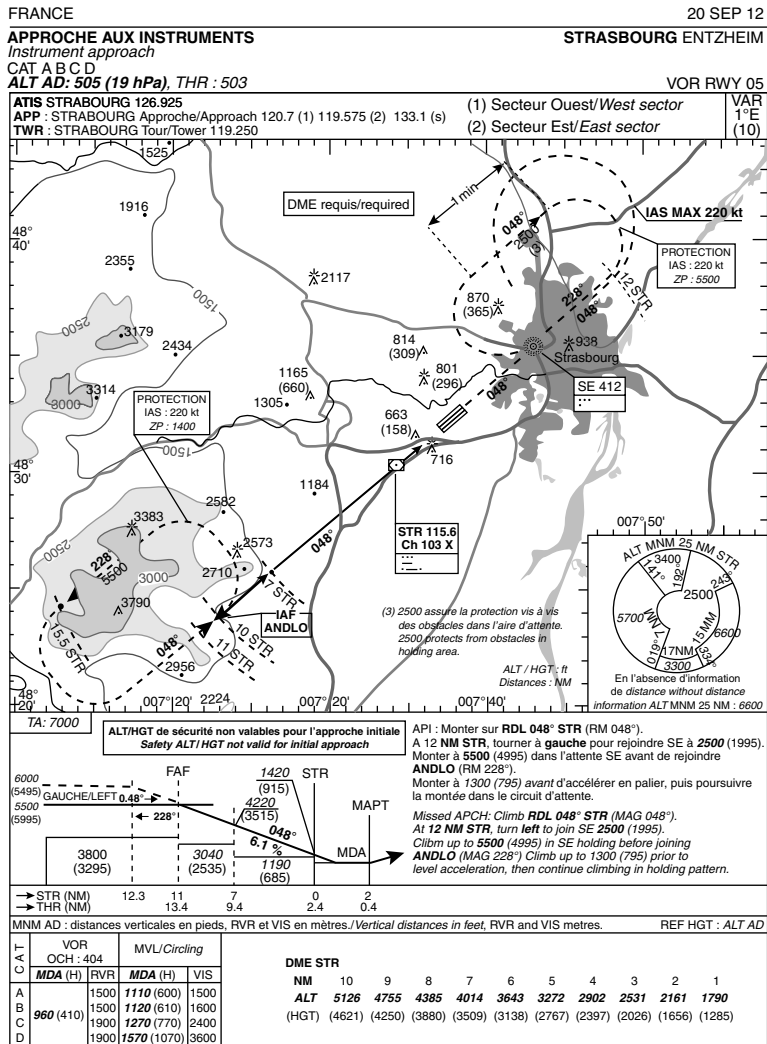 FRANCE 20 SEP 12
APPROCHE AUX INSTRUMENTS STRASBOURG ENTZHEIM
Instrument approach
CAT A B C D
ALT AD: 505 (19 hPa), THR : 503 VOR RWY 05
ATIS STRABOURG 126.925
APP : STRASBOURG Approche/Approach 120.7 (1) 119.575 (2) 133.1 (s)
TWR : STRASBOURG Tour/Tower 119.250
(1) Secteur Ouest/West sector
(2) Secteur Est/East sector
VAR
1°E
(10)
1525
1916
48°
40'
2355
1500
2500
3179
2434
3314
3000
DME requis/required
1 min
048°
2500
(3)
IAS MAX 220 kt
PROTECTION
IAS : 220 kt
ZP : 5500
12 STR
228°
048°
2117
870
(365)
814
(309)
938
Strasbourg
801
(296)
1165
(660)
1305
SE 412
048°
663
(158)
716
PROTECTION
IAS : 220 kt
ZP : 1400
1500
48°
30'
1184
2582
3383
2573
2500
228°
5500
3000
2710
3790
048°
7 STR
IAF
ANDLO
10 STR
11 STR
15.5 STR
048°
2956
STR 115.6
Ch 103 X
(3) 2500 assure la protection vis à vis
des obstacles dans l'aire d'attente.
2500 protects from obstacles in
holding area.
ALT / HGT : ft
Distances : NM
007°50'
ALT MNM 25 NM STR
3400
141°
192°
243°
2500
5700
15 MM
6600
17NM
019°
334°
3300
En l'absence d'information
de distance without distance
information ALT MNM 25 NM : 6600
48°
20'
007°10'
2224
007°20'
007°40'
TA: 7000
ALT/HGT de sécurité non valables pour l'approche initiale
Safety ALT/ HGT not valid for initial approach
FAF
STR
MAPT
6000
(5495)
5500
(5995)
GAUCHE/LEFT
0.48°
228°
1420
(915)
4220
(3515)
048°
6.1 %
MDA
3800
(3295)
3040
(2535)
1190
(685)
STR (NM) 12.3 11 7 0 2
THR (NM) 13.4 9.4 2.4 0.4
API : Monter sur RDL 048° STR (RM 048°).
A 12 NM STR, tourner à gauche pour rejoindre SE à 2500 (1995).
Monter à 5500 (4995) dans l'attente SE avant de rejoindre
ANDLO (RM 228°).
Monter à 1300 (795) avant d'accélérer en palier, puis poursuivre
la montée dans le circuit d'attente.
Missed APCH: Climb RDL 048° STR (MAG 048°).
At 12 NM STR, turn left to join SE 2500 (1995).
Clibm up to 5500 (4995) in SE holding before joining
ANDLO (MAG 228°) Climb up to 1300 (795) prior to
level acceleration, then continue climbing in holding pattern.
MNM AD : distances verticales en pieds, RVR et VIS en mètres./Vertical distances in feet, RVR and VIS metres. REF HGT : ALT AD
CAT
VOR
OCH : 404
MVL/Circling
MDA (H) RVR MDA (H) VIS
A 1500 1110 (600) 1500
B 1500 1120 (610) 1600
960 (410)
C 1900 1270 (770) 2400
D 1900 1570 (1070) 3600
DME STR
NM 10 9 8 7 6 5 4 3 2 1
ALT 5126 4755 4385 4014 3643 3272 2902 2531 2161 1790
(HGT) (4621) (4250) (3880) (3509) (3138) (2767) (2397) (2026) (1656) (1285)